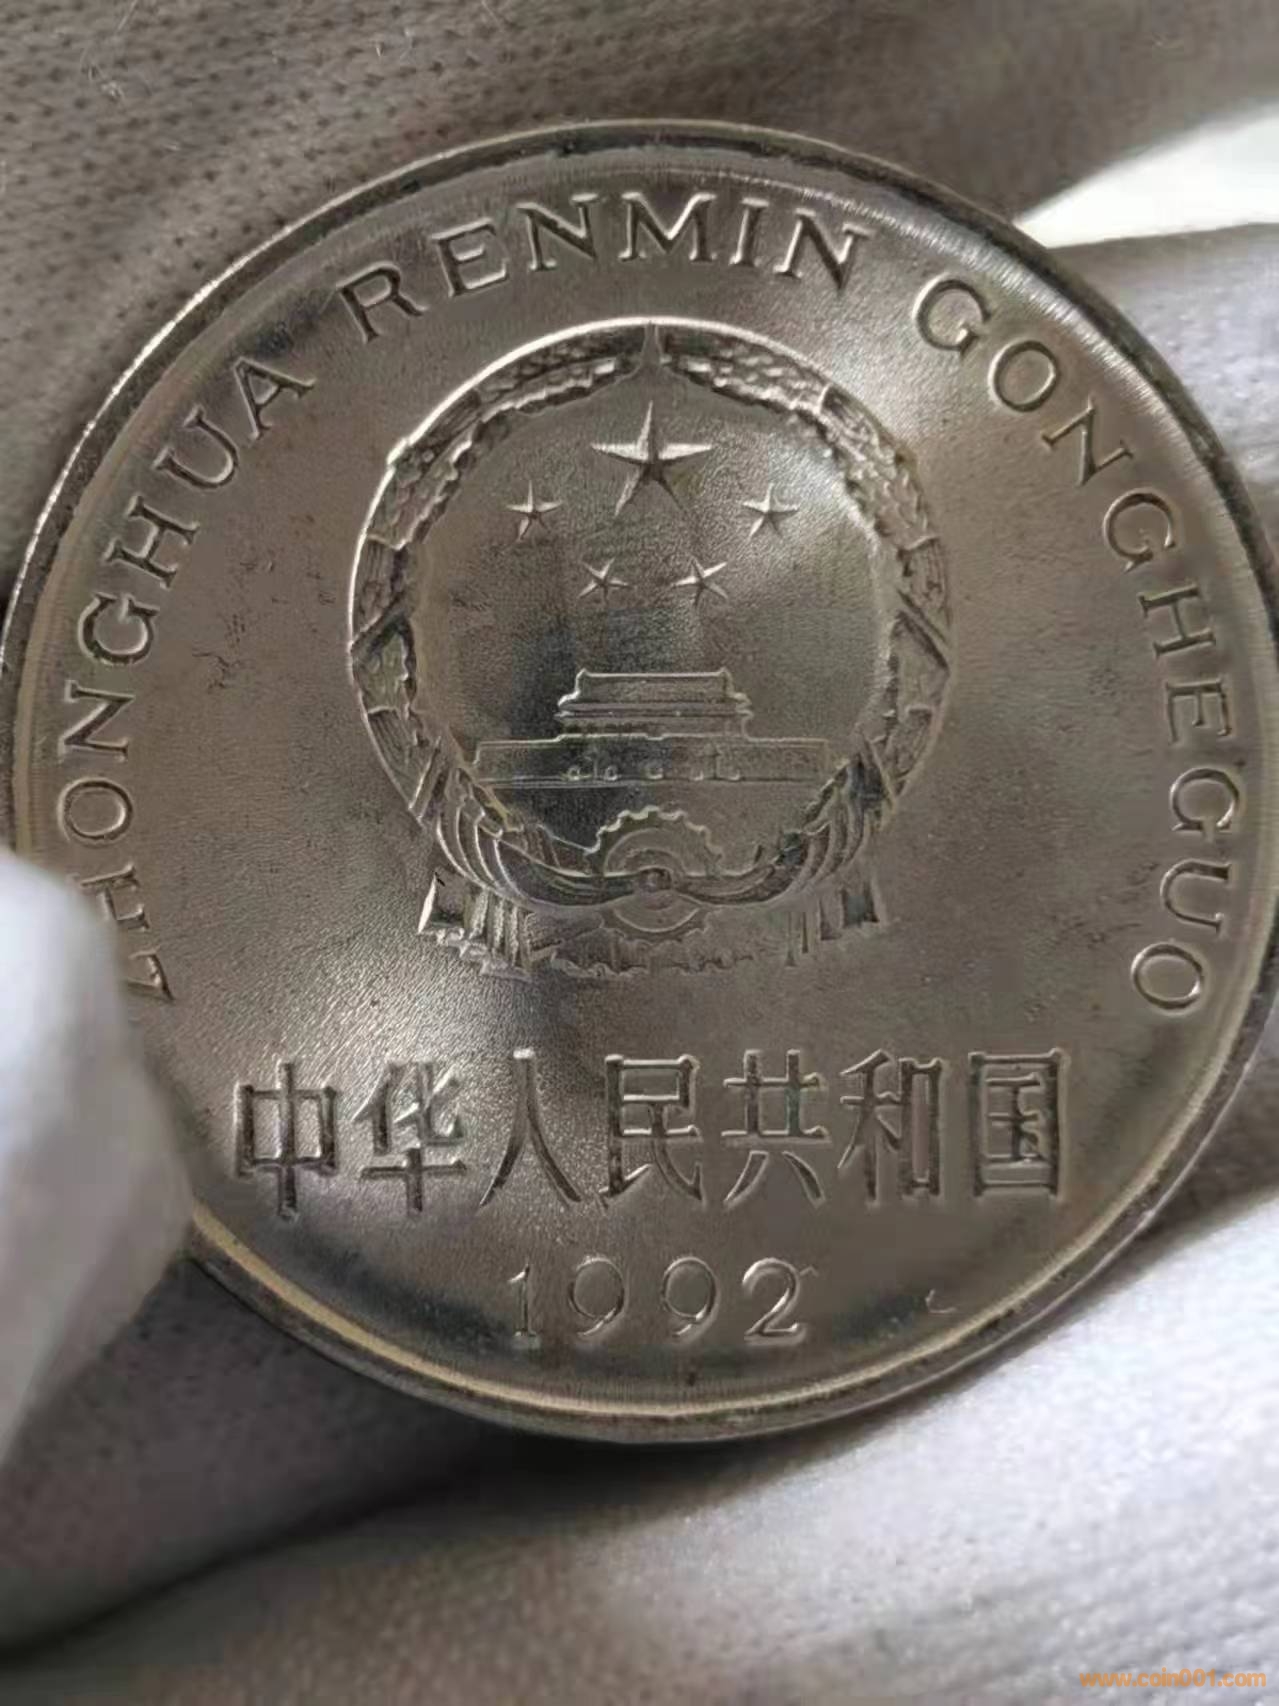 ZHONGHUA RENMIN GONGHEGUO
中华人民共和国
1992
www.coin001.com